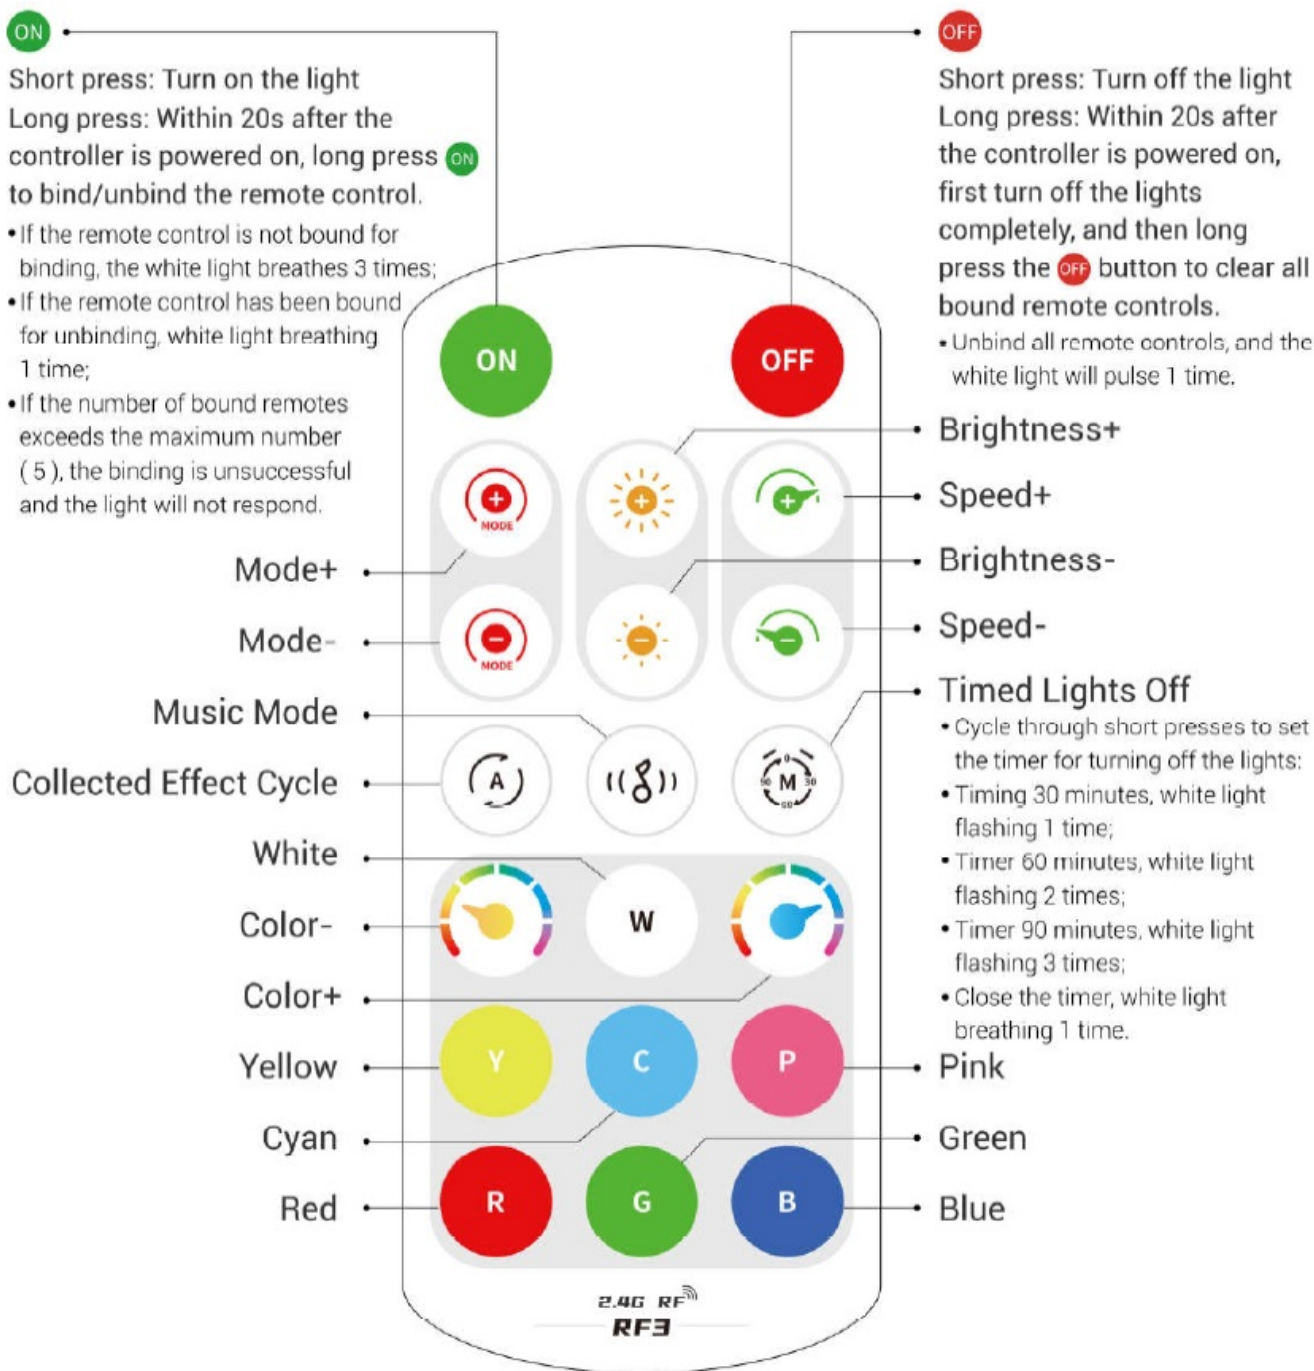 ON
Short press: Turn on the light
Long press: Within 20s after the
controller is powered on, long press ON
to bind/unbind the remote control.
• If the remote control is not bound for
binding, the white light breathes 3 times;
• If the remote control has been bound
for unbinding, white light breathing
1 time;
• If the number of bound remotes
exceeds the maximum number
( 5 ), the binding is unsuccessful
and the light will not respond.
OFF
Short press: Turn off the light
Long press: Within 20s after
the controller is powered on,
first turn off the lights
completely, and then long
press the OFF button to clear all
bound remote controls.
• Unbind all remote controls, and the
white light will pulse 1 time.
Mode+
Mode-
Music Mode
Collected Effect Cycle
White
Color-
Color+
Yellow
Cyan
Red
ON
OFF
+
MODE
+
+
−
MODE
−
−
A
0
90 M 30
60
W
Y
C
P
R
G
B
2.4G RF
RF3
Brightness+
Speed+
Brightness-
Speed-
Timed Lights Off
• Cycle through short presses to set
the timer for turning off the lights:
• Timing 30 minutes, white light
flashing 1 time;
• Timer 60 minutes, white light
flashing 2 times;
• Timer 90 minutes, white light
flashing 3 times;
• Close the timer, white light
breathing 1 time.
Pink
Green
Blue